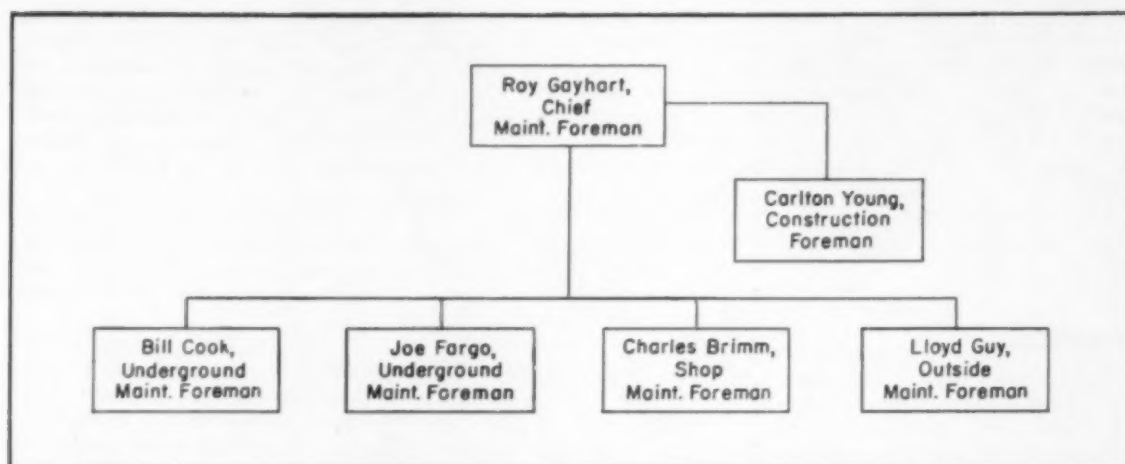 Roy Gayhart,
Chief
Maint. Foreman
Carlton Young,
Construction
Foreman
Bill Cook,
Underground
Maint. Foreman
Joe Fargo,
Underground
Maint. Foreman
Charles Brimm,
Shop
Maint. Foreman
Lloyd Guy,
Outside
Maint. Foreman